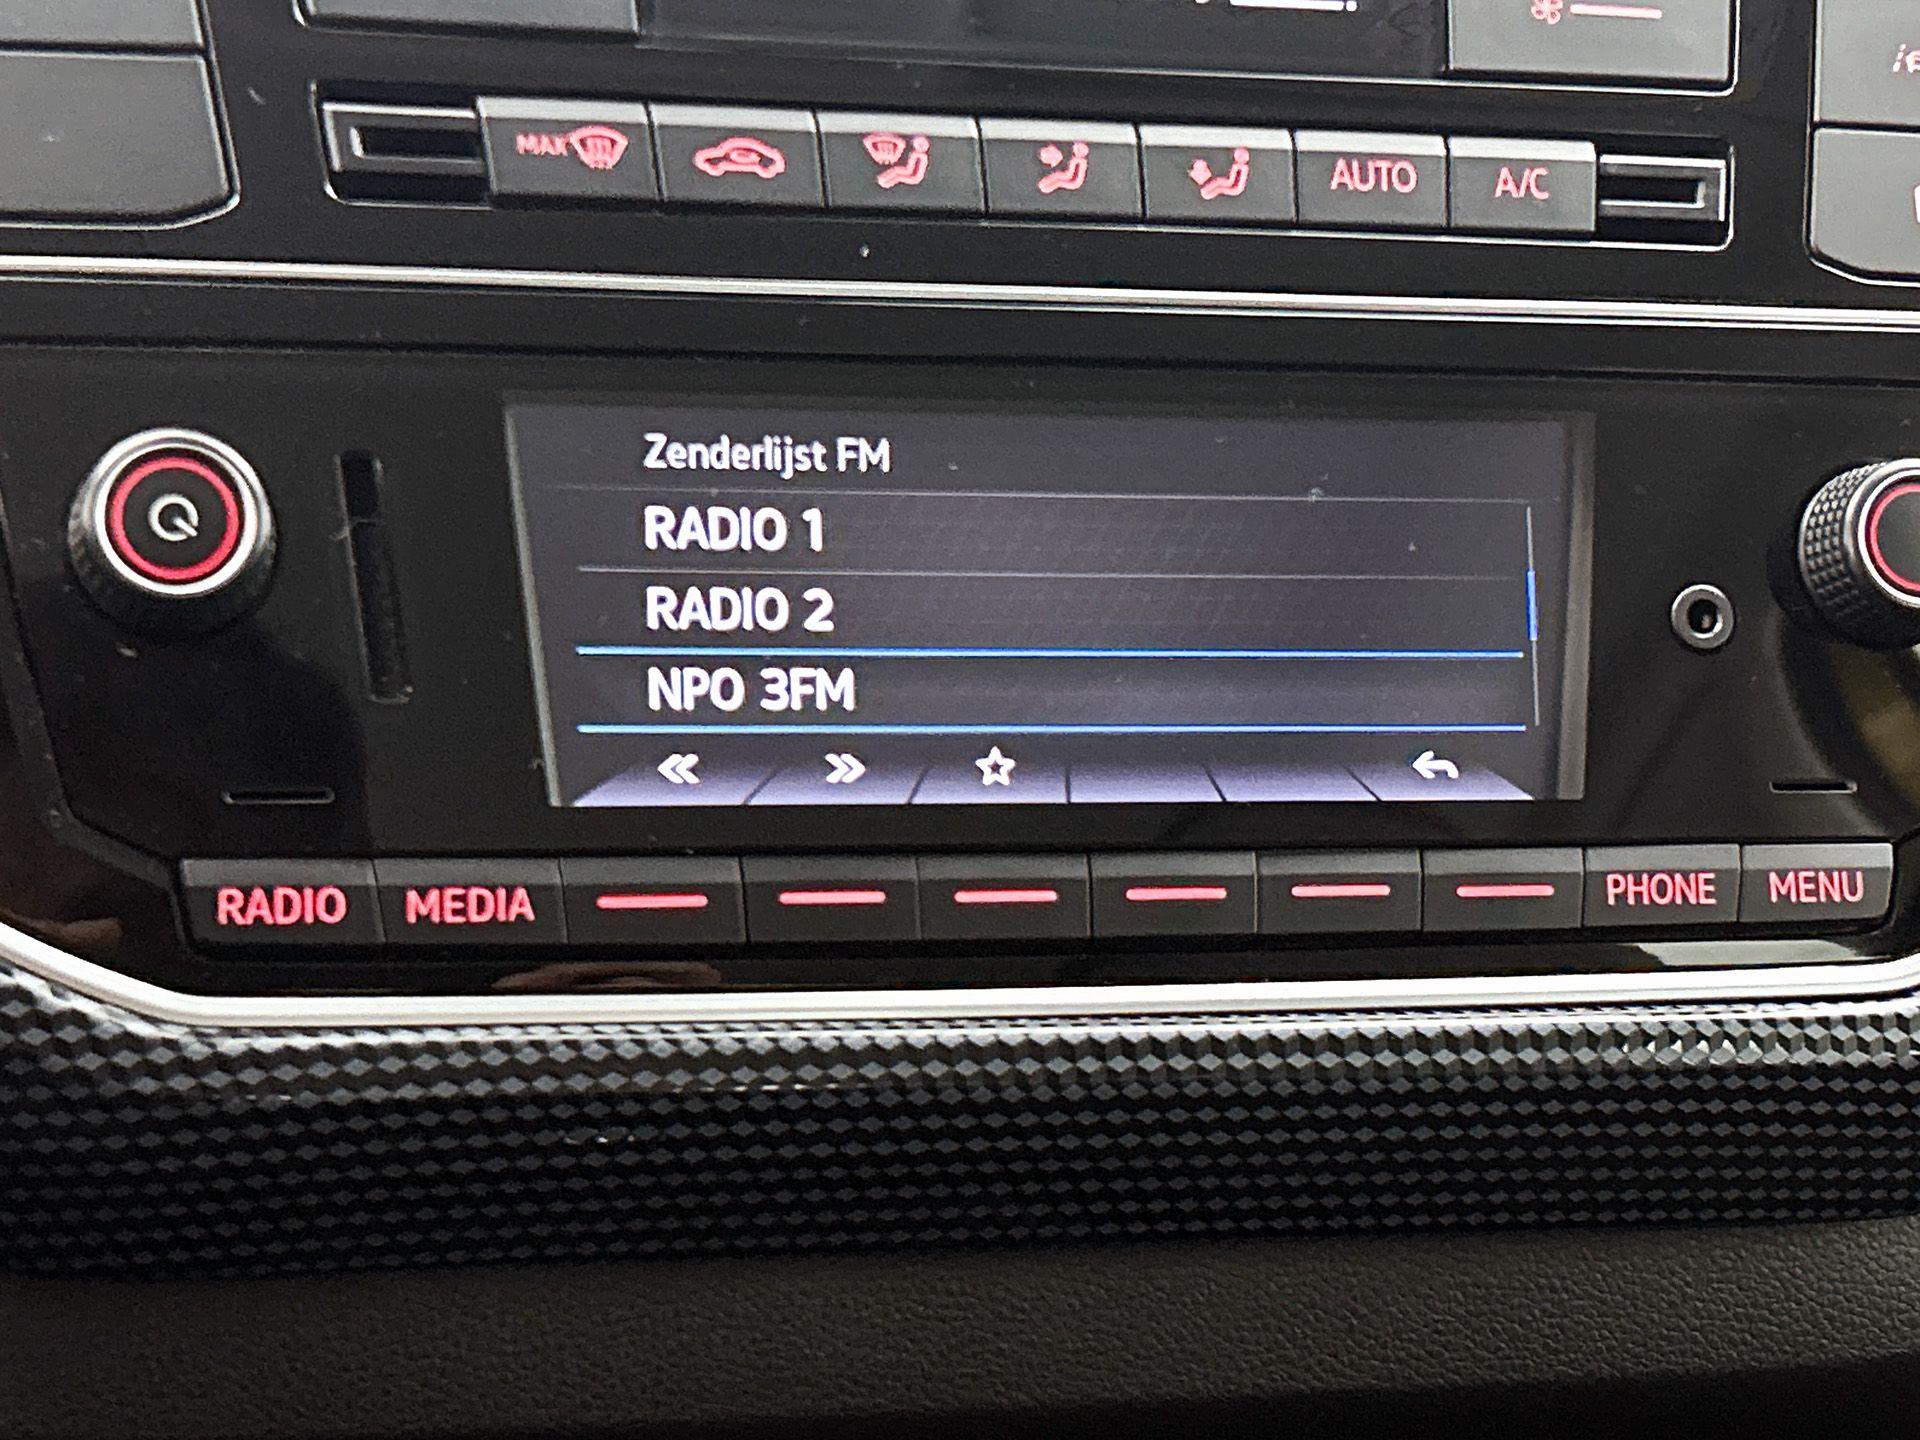 MAX
AUTO
A/C
Zenderlijst FM
RADIO 1
RADIO 2
NPO 3FM
RADIO
MEDIA
PHONE
MENU